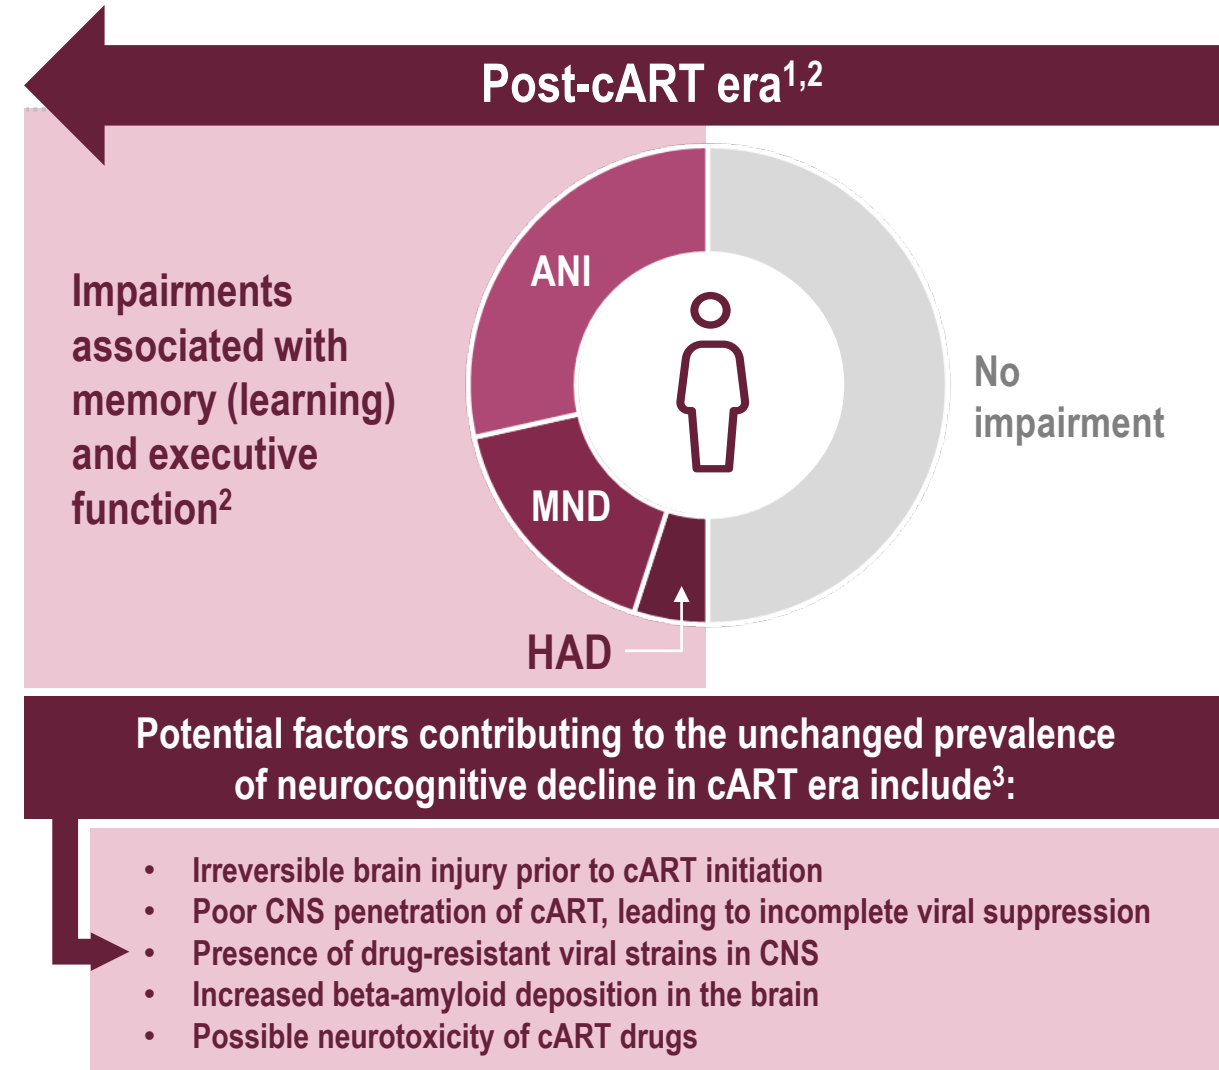 Post-cART era1,2
Impairments
associated with
memory (learning)
and executive
function2
ANI
MND
HAD
No
impairment
Potential factors contributing to the unchanged prevalence
of neurocognitive decline in cART era include3:
• Irreversible brain injury prior to cART initiation
• Poor CNS penetration of cART, leading to incomplete viral suppression
• Presence of drug-resistant viral strains in CNS
• Increased beta-amyloid deposition in the brain
• Possible neurotoxicity of cART drugs